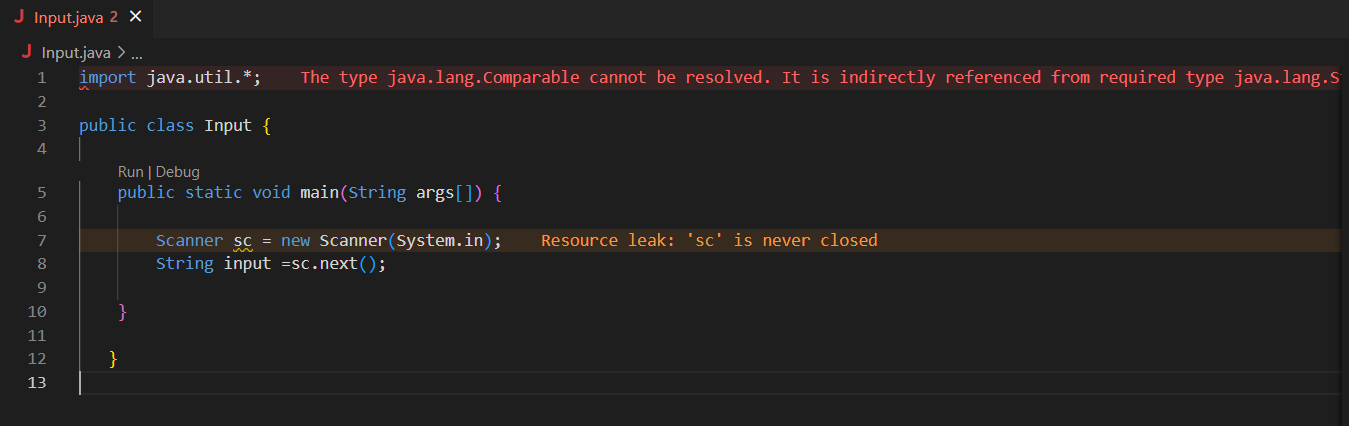 J Input.java 2 ×
J Input.java > ...
1 import java.util.*; The type java.lang.Comparable cannot be resolved. It is indirectly referenced from required type java.lang.S
2
3 public class Input {
4
Run | Debug
5 public static void main(String args[]) {
6
7 Scanner sc = new Scanner(System.in); Resource leak: 'sc' is never closed
8 String input =sc.next();
9
10 }
11
12 }
13